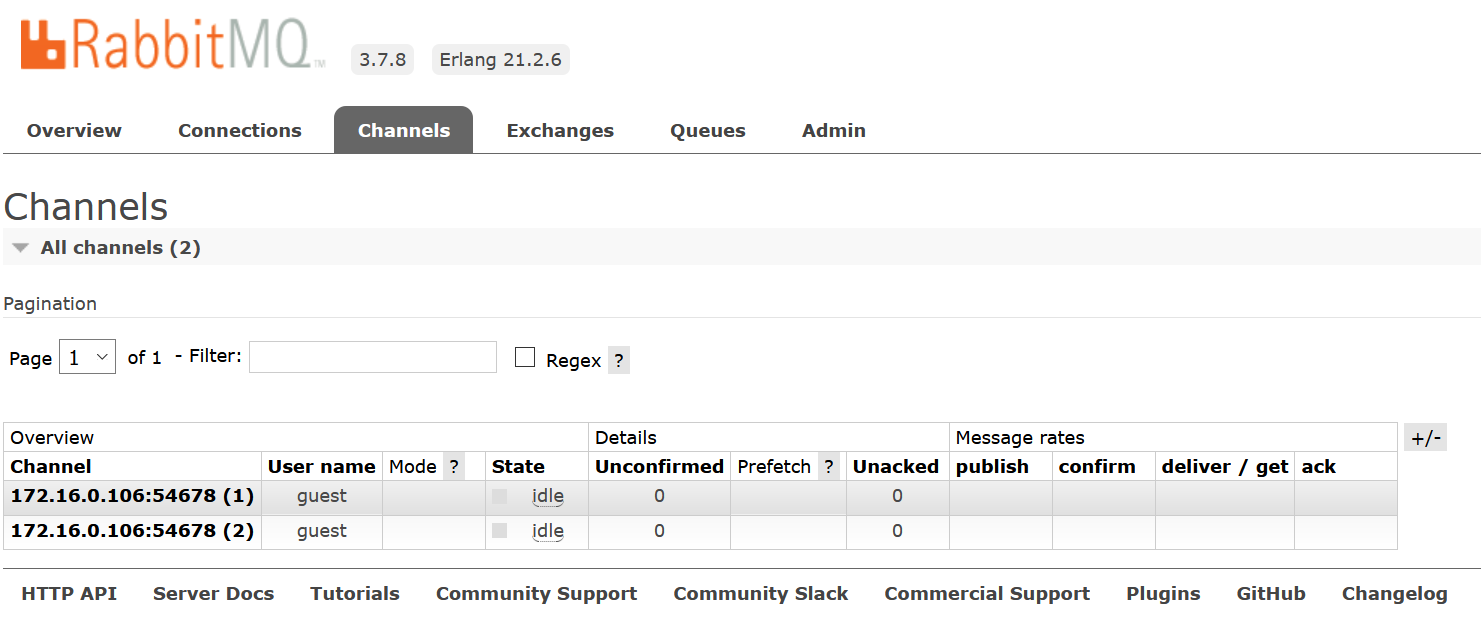 RabbitMQ™ 3.7.8 Erlang 21.2.6
Overview Connections Channels Exchanges Queues Admin
Channels
All channels (2)
Pagination
Page 1 of 1 - Filter: Regex ?
Overview Details Message rates +/-
Channel User name Mode ? State Unconfirmed Prefetch ? Unacked publish confirm deliver / get ack
172.16.0.106:54678 (1) guest idle 0 0
172.16.0.106:54678 (2) guest idle 0 0
HTTP API Server Docs Tutorials Community Support Community Slack Commercial Support Plugins GitHub Changelog